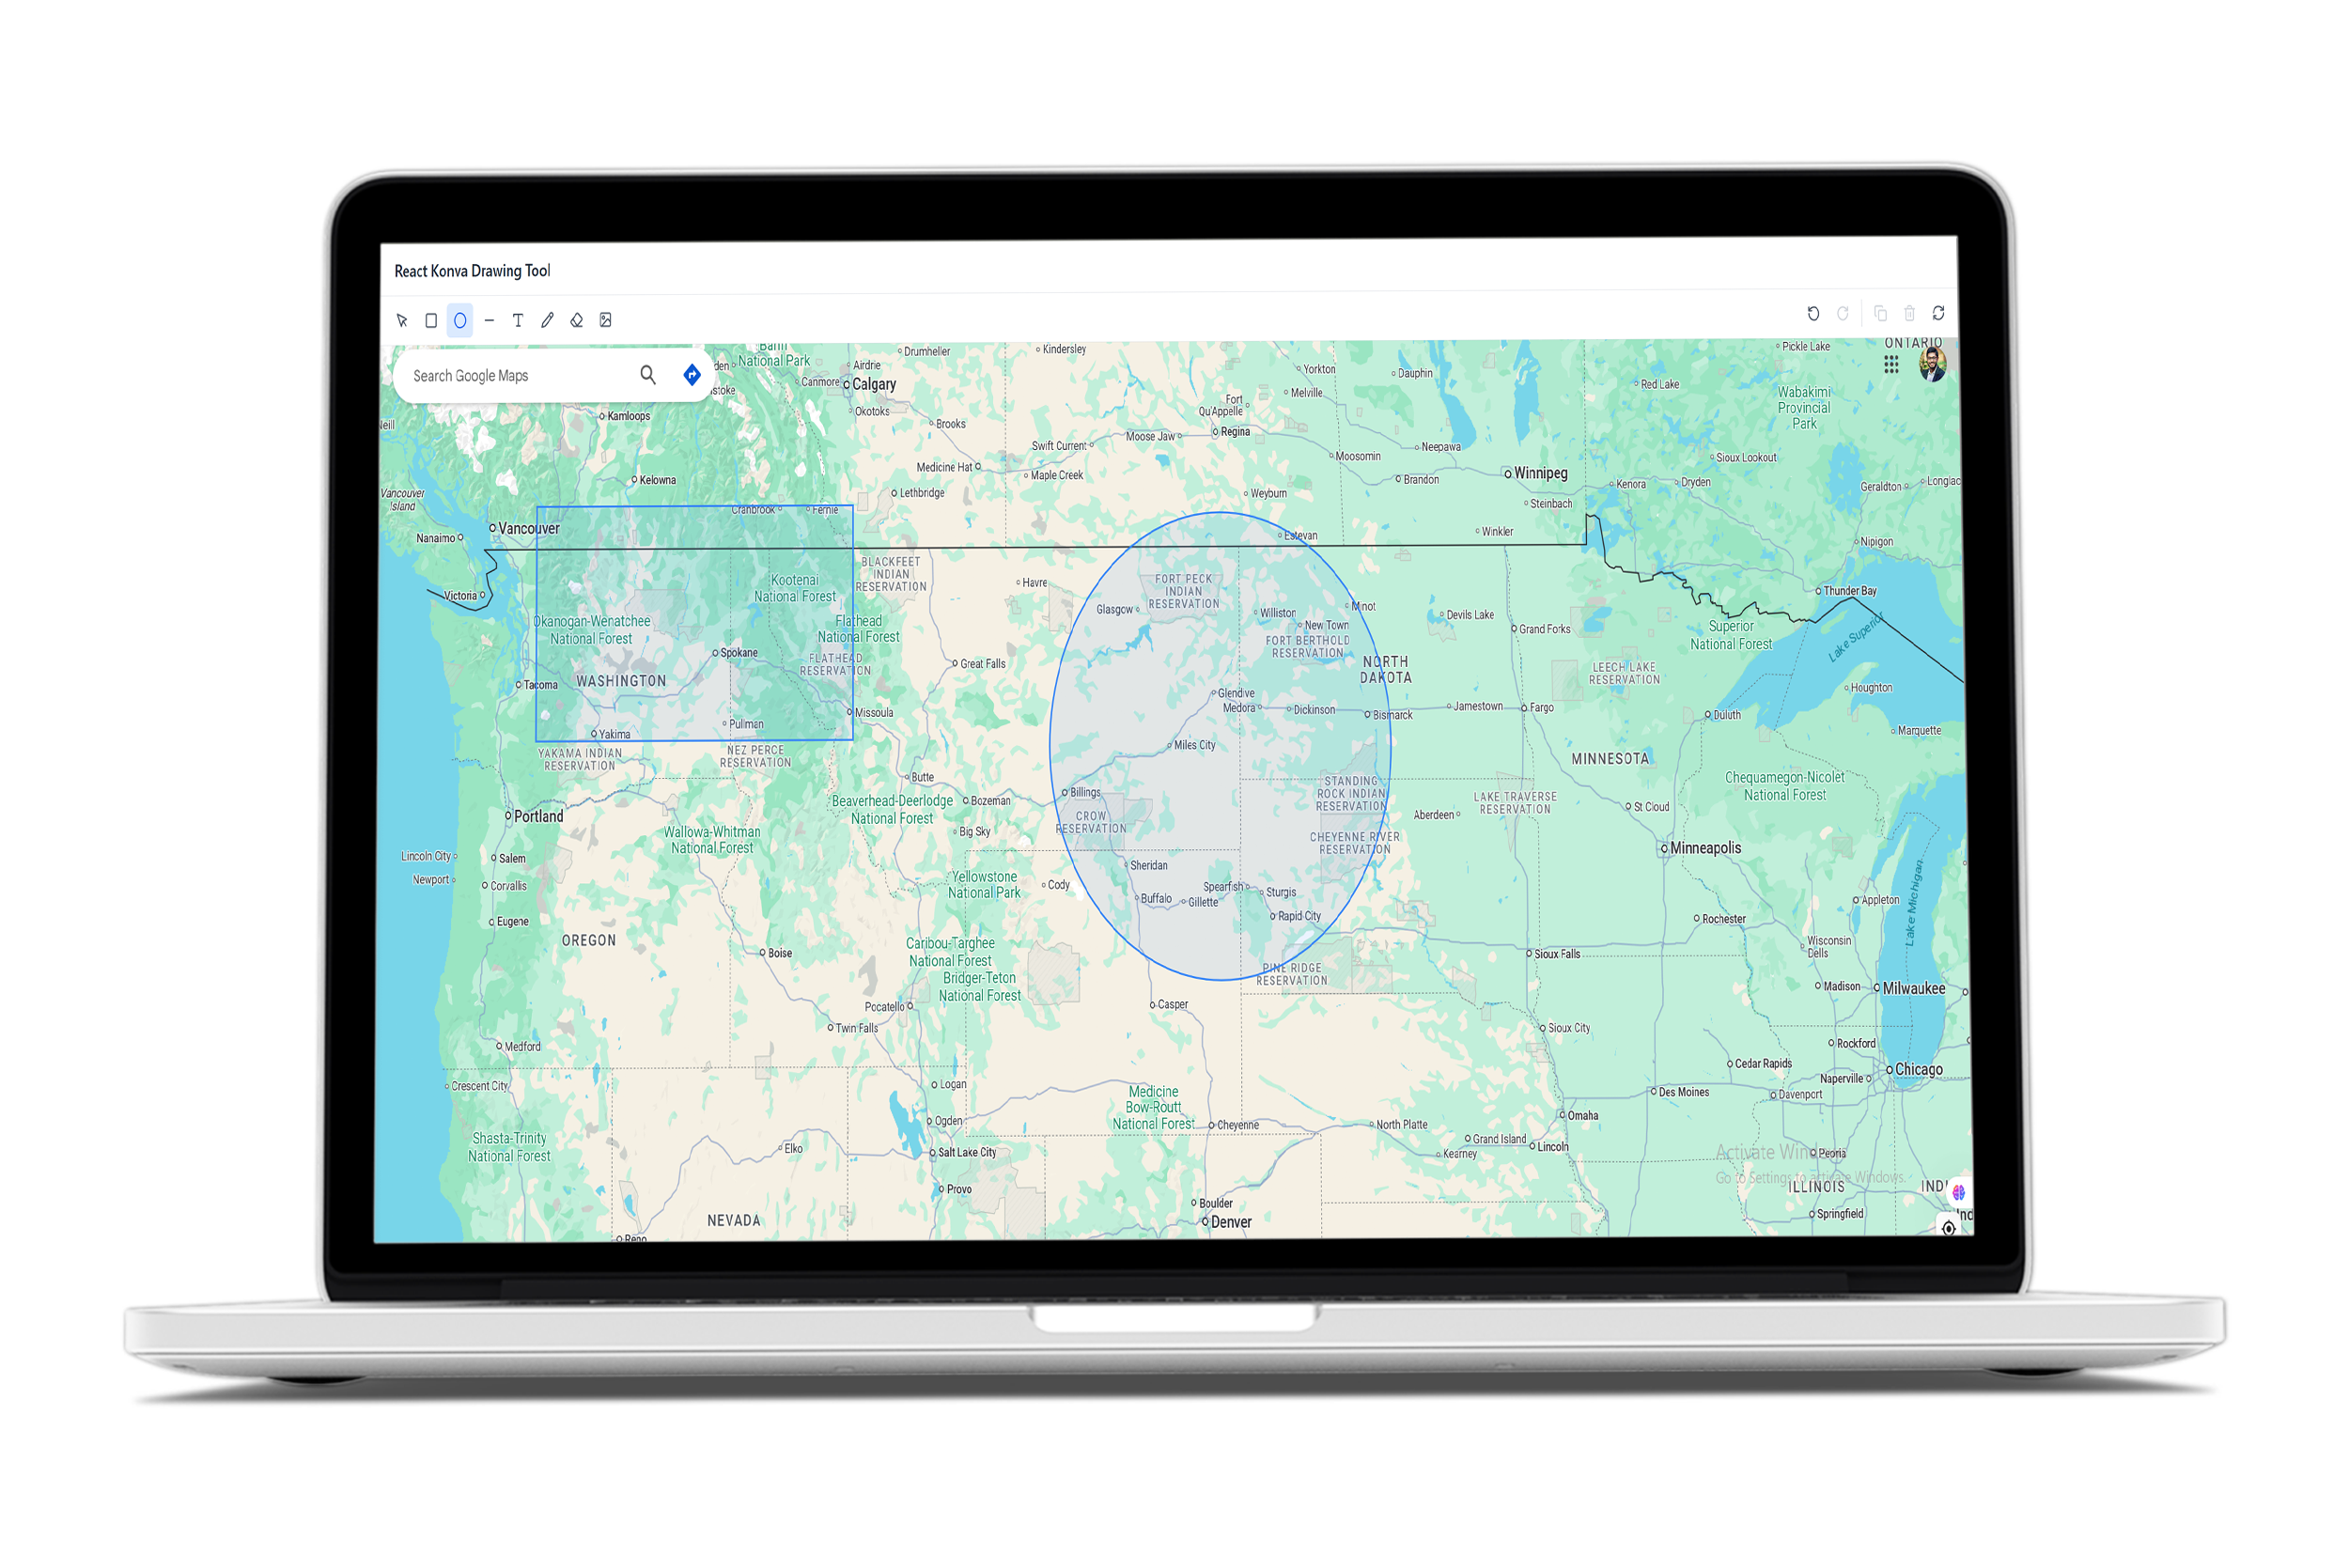 React Konva Drawing Tool
Search Google Maps
National Park
Canmore
Airdrie
Calgary
Okotoks
Drumheller
Kindersley
Yorkton
Melville
Dauphin
Red Lake
Pickle Lake
ONTARIO
Wabakimi
Provincial
Park
Kamloops
Brooks
Fort
Qu'Appelle
Regina
Moose Jaw
Swift Current
Maple Creek
Medicine Hat
Lethbridge
Moosomin
Neepawa
Brandon
Winnipeg
Steinbach
Winkler
Weyburn
Estevan
Kenora
Dryden
Sioux Lookout
Geraldton
Nipigon
Thunder Bay
Kelowna
Vancouver
Island
Vancouver
Nanaimo
Victoria
Cranbrook
Fernie
BLACKFEET
INDIAN
RESERVATION
Kootenai
National Forest
Okanogan-Wenatchee
National Forest
Flathead
National Forest
FLATHEAD
RESERVATION
Spokane
WASHINGTON
Tacoma
Pullman
Yakima
Missoula
YAKAMA INDIAN
RESERVATION
NEZ PERCE
RESERVATION
Havre
Great Falls
Glasgow
FORT PECK
INDIAN
RESERVATION
Williston
New Town
Minot
FORT BERTHOLD
RESERVATION
Devils Lake
Grand Forks
NORTH
DAKOTA
LEECH LAKE
RESERVATION
Superior
National Forest
Lake Superior
Houghton
Marquette
Duluth
Glendive
Medora
Dickinson
Bismarck
Jamestown
Fargo
Miles City
MINNESOTA
Chequamegon-Nicolet
National Forest
Butte
Billings
CROW
RESERVATION
Bozeman
Beaverhead-Deerlodge
National Forest
Big Sky
STANDING
ROCK INDIAN
RESERVATION
CHEYENNE RIVER
RESERVATION
LAKE TRAVERSE
RESERVATION
Aberdeen
St Cloud
Minneapolis
Portland
Wallowa-Whitman
National Forest
Lincoln City
Salem
Newport
Corvallis
Eugene
OREGON
Yellowstone
National Park
Cody
Sheridan
Buffalo
Gillette
Spearfish
Sturgis
Rapid City
Rochester
Appleton
Lake Michigan
Wisconsin
Dells
Boise
Caribou-Targhee
National Forest
Bridger-Teton
National Forest
PINE RIDGE
RESERVATION
Sioux Falls
Madison
Milwaukee
Pocatello
Twin Falls
Casper
Sioux City
Medford
Crescent City
Logan
Rockford
Cedar Rapids
Naperville
Chicago
Davenport
Des Moines
Medicine
Bow-Routt
National Forest
Ogden
Cheyenne
North Platte
Omaha
Grand Island
Lincoln
Kearney
Shasta-Trinity
National Forest
Elko
Salt Lake City
Provo
Peoria
Go to Settings to activate Windows.
ILLINOIS
Springfield
NEVADA
Reno
Boulder
Denver